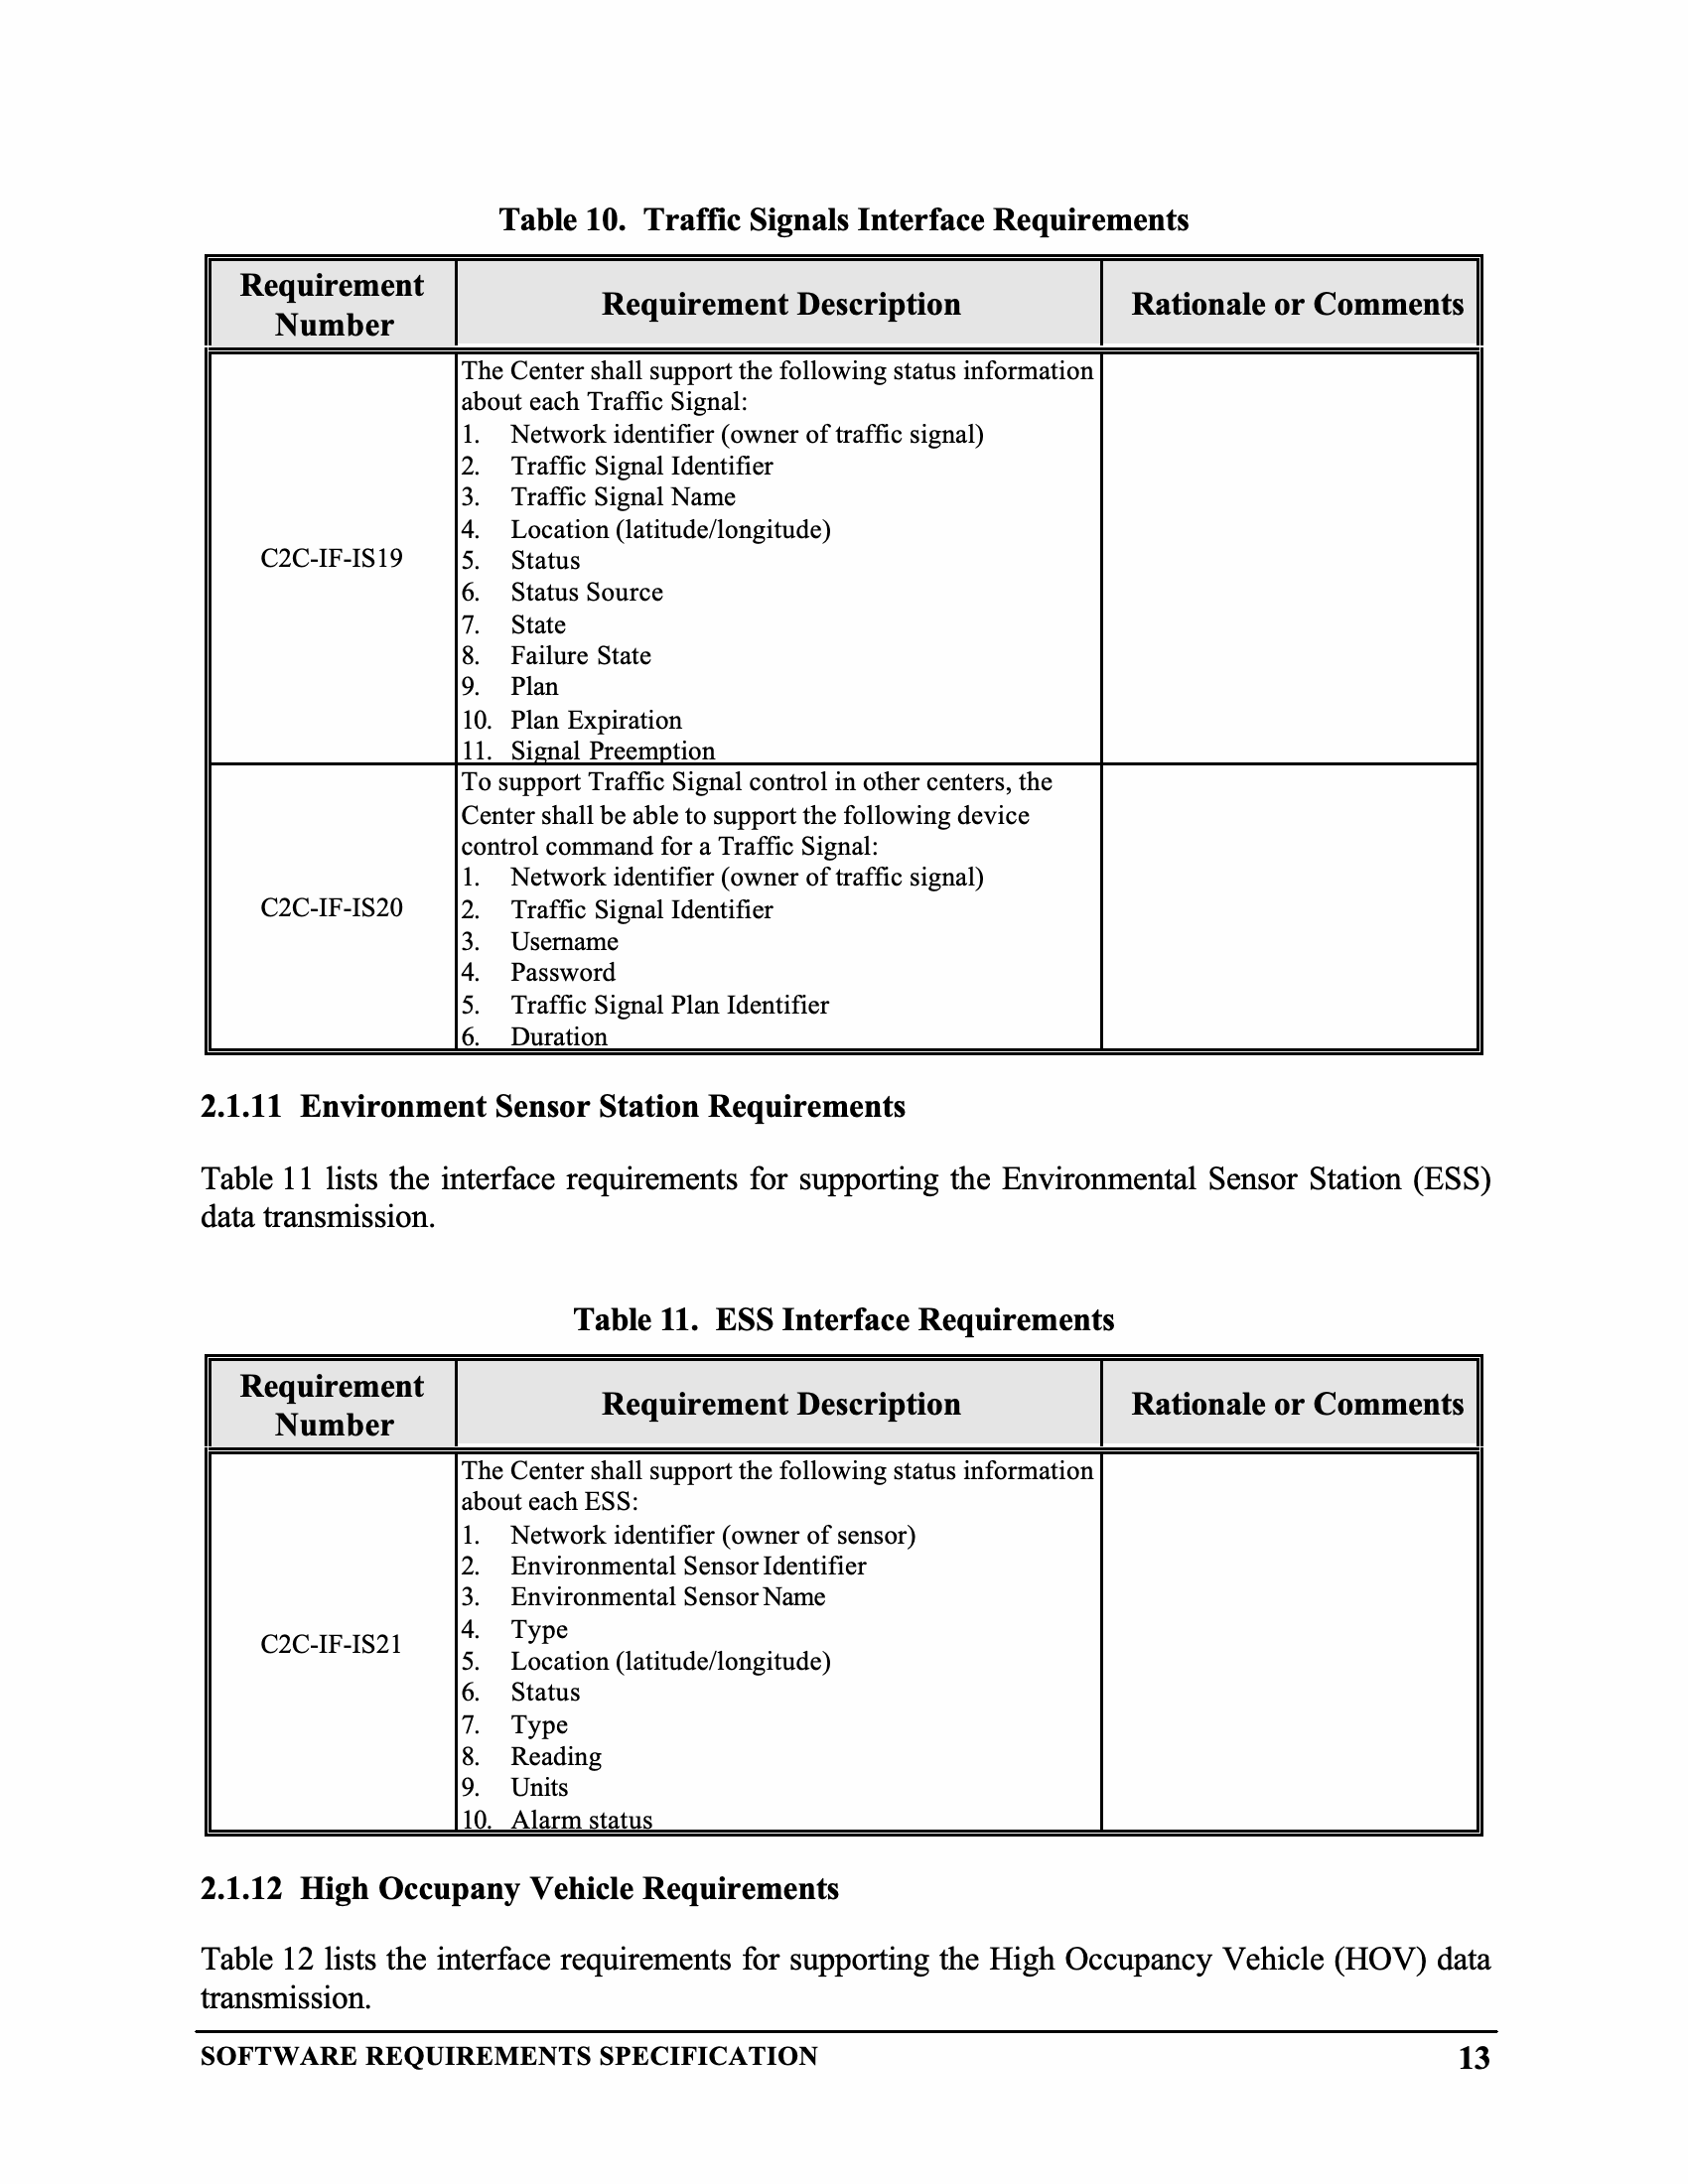 Table 10. Traffic Signals Interface Requirements
Requirement
Number
Requirement Description
Rationale or Comments
C2C-IF-IS19
The Center shall support the following status information
about each Traffic Signal:
1. Network identifier (owner of traffic signal)
2. Traffic Signal Identifier
3. Traffic Signal Name
4. Location (latitude/longitude)
5. Status
6. Status Source
7. State
8. Failure State
9. Plan
10. Plan Expiration
11. Signal Preemption
C2C-IF-IS20
To support Traffic Signal control in other centers, the
Center shall be able to support the following device
control command for a Traffic Signal:
1. Network identifier (owner of traffic signal)
2. Traffic Signal Identifier
3. Username
4. Password
5. Traffic Signal Plan Identifier
6. Duration
2.1.11 Environment Sensor Station Requirements
Table 11 lists the interface requirements for supporting the Environmental Sensor Station (ESS)
data transmission.
Table 11. ESS Interface Requirements
Requirement
Number
Requirement Description
Rationale or Comments
C2C-IF-IS21
The Center shall support the following status information
about each ESS:
1. Network identifier (owner of sensor)
2. Environmental Sensor Identifier
3. Environmental Sensor Name
4. Type
5. Location (latitude/longitude)
6. Status
7. Type
8. Reading
9. Units
10. Alarm status
2.1.12 High Occupany Vehicle Requirements
Table 12 lists the interface requirements for supporting the High Occupancy Vehicle (HOV) data
transmission.
SOFTWARE REQUIREMENTS SPECIFICATION 13